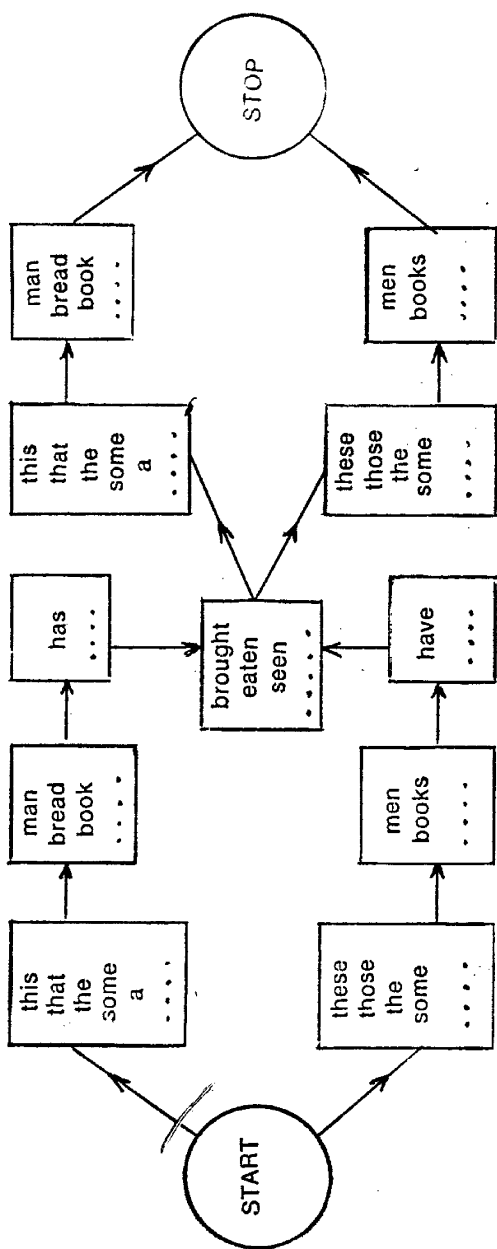 START
this
that
the
some
a
. . . .
man
bread
book
. . . .
has
. . . .
these
those
the
some
. . . .
men
books
. . . .
have
. . . .
brought
eaten
seen
. . . . .
this
that
the
some
a
. . . .
man
bread
book
. . . .
these
those
the
some
. . . .
men
books
. . . .
STOP